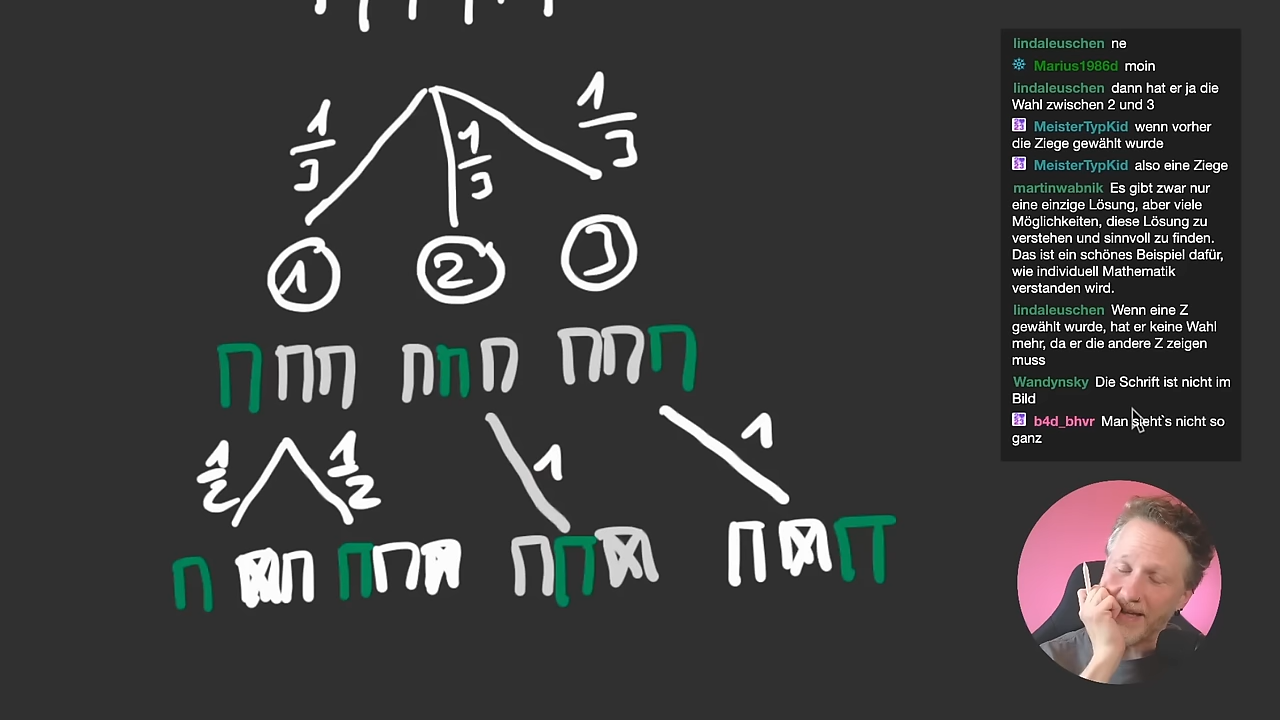 1/3
1/3
1/3
1
2
3
1/2
1/2
1
1
lindaleuschen ne
Marius1986d moin
lindaleuschen dann hat er ja die
Wahl zwischen 2 und 3
MeisterTypKid wenn vorher
die Ziege gewählt wurde
MeisterTypKid also eine Ziege
martinwabnik Es gibt zwar nur
eine einzige Lösung, aber viele
Möglichkeiten, diese Lösung zu
verstehen und sinnvoll zu finden.
Das ist ein schönes Beispiel dafür,
wie individuell Mathematik
verstanden wird.
lindaleuschen Wenn eine Z
gewählt wurde, hat er keine Wahl
mehr, da er die andere Z zeigen
muss
Wandynsky Die Schrift ist nicht im
Bild
b4d_bhvr Man sieht`s nicht so
ganz